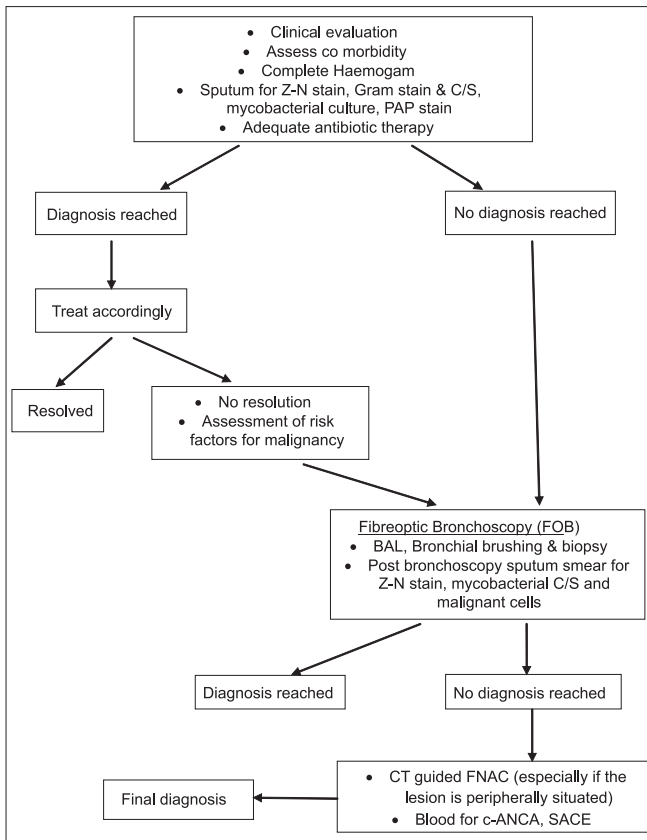 • Clinical evaluation
• Assess co morbidity
• Complete Haemogam
• Sputum for Z-N stain, Gram stain & C/S,
mycobacterial culture, PAP stain
• Adequate antibiotic therapy
Diagnosis reached
No diagnosis reached
Treat accordingly
Resolved
• No resolution
• Assessment of risk
factors for malignancy
Fibreoptic Bronchoscopy (FOB)
• BAL, Bronchial brushing & biopsy
• Post bronchoscopy sputum smear for
Z-N stain, mycobacterial C/S and
malignant cells
Diagnosis reached
No diagnosis reached
• CT guided FNAC (especially if the
lesion is peripherally situated)
• Blood for c-ANCA, SACE
Final diagnosis